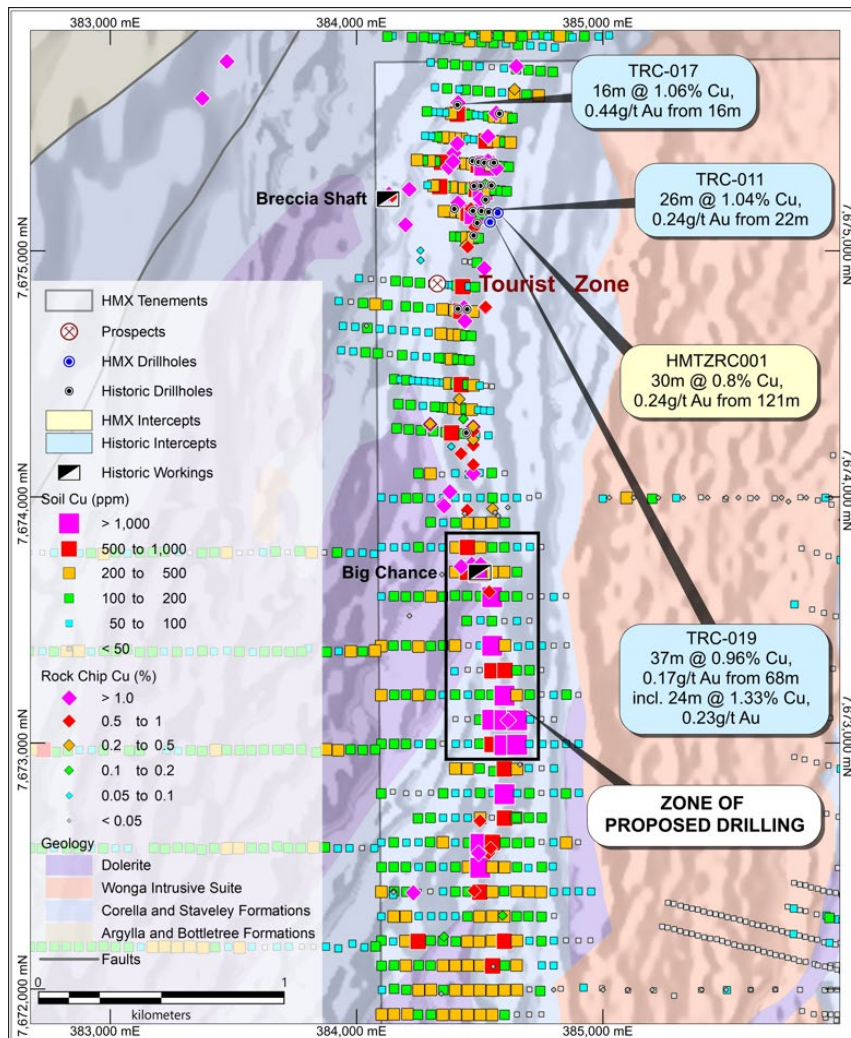 383,000 mE
384,000 mE
385,000 mE
TRC-017
16m @ 1.06% Cu,
0.44g/t Au from 16m
Breccia Shaft
TRC-011
26m @ 1.04% Cu,
0.24g/t Au from 22m
7,675,000 mN
7,675,000 mN
Tourist Zone
HMX Tenements
Prospects
HMX Drillholes
Historic Drillholes
HMX Intercepts
Historic Intercepts
Historic Workings
HMTZRC001
30m @ 0.8% Cu,
0.24g/t Au from 121m
Soil Cu (ppm)
> 1,000
500 to 1,000
200 to 500
100 to 200
50 to 100
< 50
7,674,000 mN
7,674,000 mN
Big Chance
Rock Chip Cu (%)
> 1.0
0.5 to 1
0.2 to 0.5
0.1 to 0.2
0.05 to 0.1
< 0.05
TRC-019
37m @ 0.96% Cu,
0.17g/t Au from 68m
incl. 24m @ 1.33% Cu,
0.23g/t Au
7,673,000 mN
7,673,000 mN
ZONE OF
PROPOSED DRILLING
Geology
Dolerite
Wonga Intrusive Suite
Corella and Staveley Formations
Argylla and Bottletree Formations
Faults
0 1
kilometers
7,672,000 mN
7,672,000 mN
383,000 mE
384,000 mE
385,000 mE